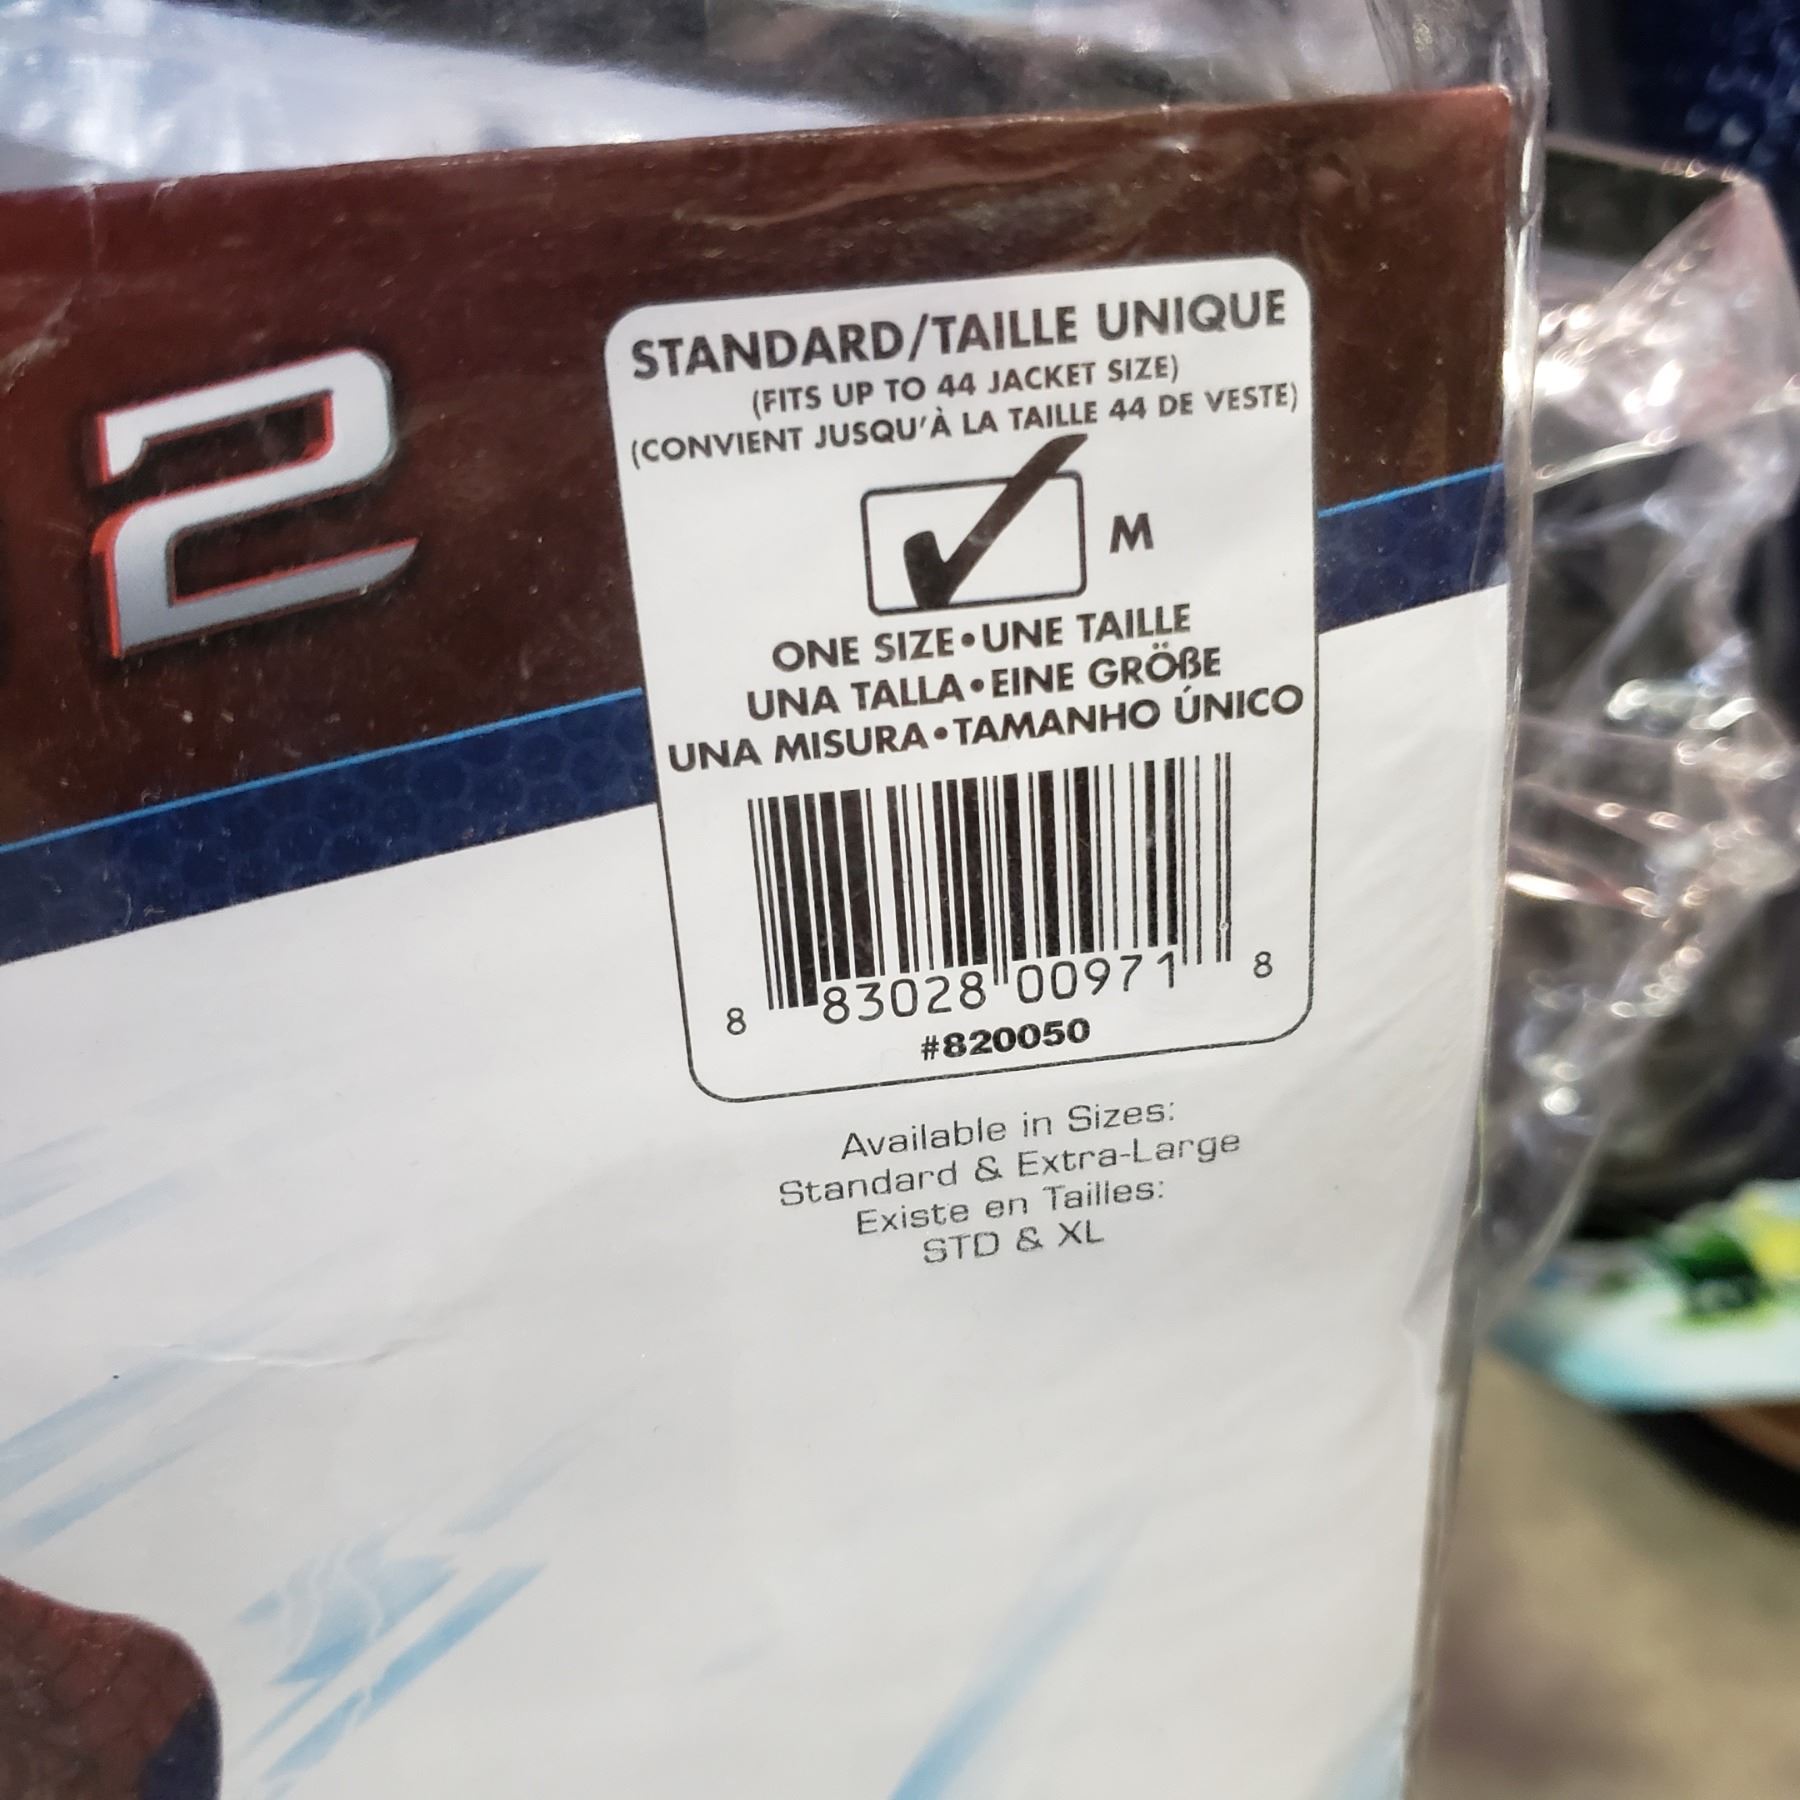 2
STANDARD/TAILLE UNIQUE
(FITS UP TO 44 JACKET SIZE)
(CONVIENT JUSQU'À LA TAILLE 44 DE VESTE)
M
ONE SIZE•UNE TAILLE
UNA TALLA•EINE GRÖßE
UNA MISURA•TAMANHO ÚNICO
8 83028 00971 8
#820050
Available in Sizes:
Standard & Extra-Large
Existe en Tailles:
STD & XL